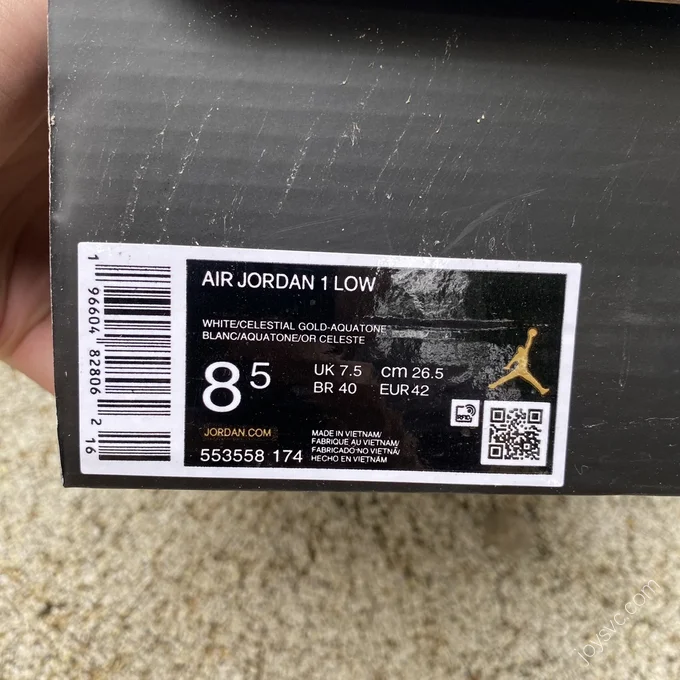 AIR JORDAN 1 LOW
WHITE/CELESTIAL GOLD-AQUATONE
BLANC/AQUATONE/OR CELESTE
8 5
UK 7.5 cm 26.5
BR 40 EUR 42
JORDAN.COM
553558 174
MADE IN VIETNAM/
FABRIQUE AU VIETNAM/
FABRICADO NO VIETNÃ/
HECHO EN VIETNAM
1 96604 82806 2 16
joysvc.com